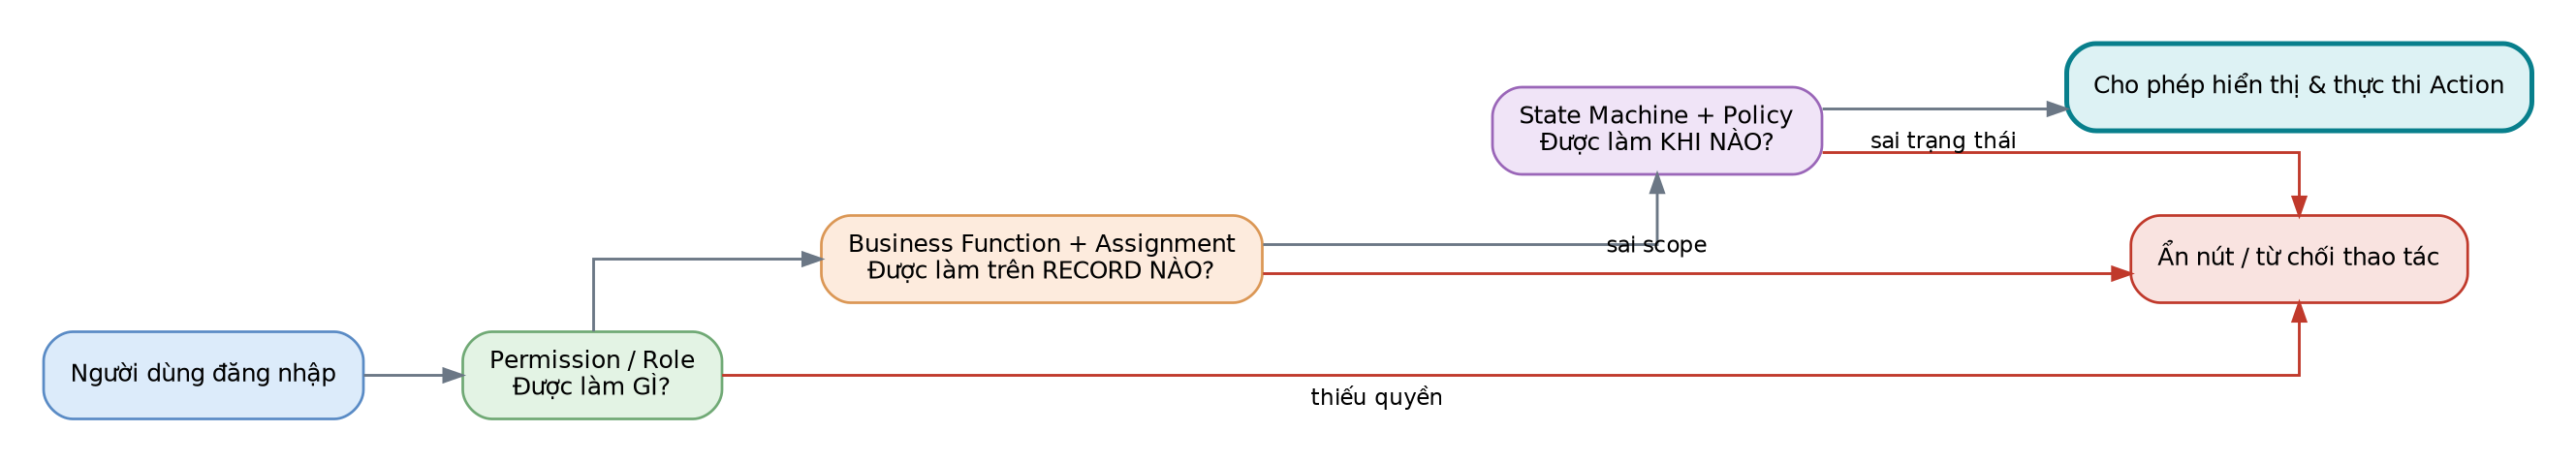 Cho phép hiển thị & thực thi Action
State Machine + Policy
Được làm KHI NÀO?
sai trạng thái
Business Function + Assignment
Được làm trên RECORD NÀO?
sai scope
Ẩn nút / từ chối thao tác
Người dùng đăng nhập
Permission / Role
Được làm GÌ?
thiếu quyền